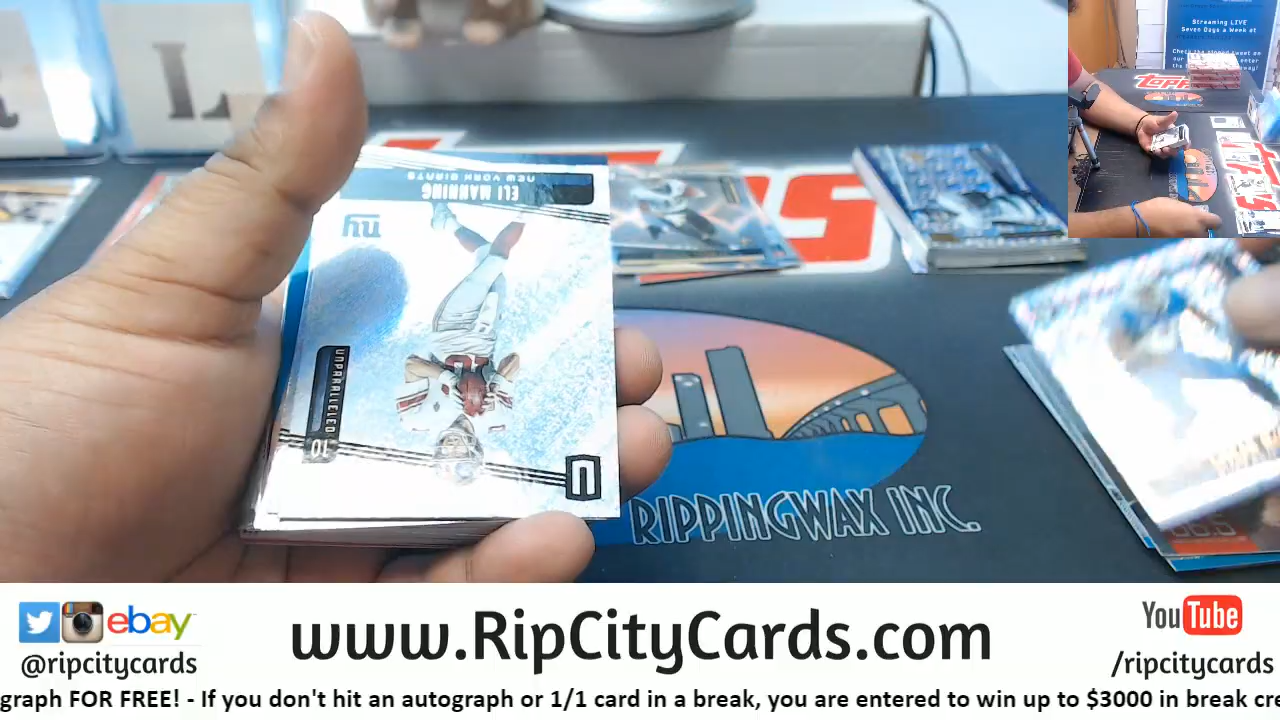 Streaming LIVE
Seven Days a Week at
Topps
ELI MANNING
NEW YORK GIANTS
ny
UNPARALLELED
10
U
RIPPINGWAX INC.
ebay
@ripcitycards
www.RipCityCards.com
YouTube
/ripcitycards
graph FOR FREE! - If you don't hit an autograph or 1/1 card in a break, you are entered to win up to $3000 in break cre